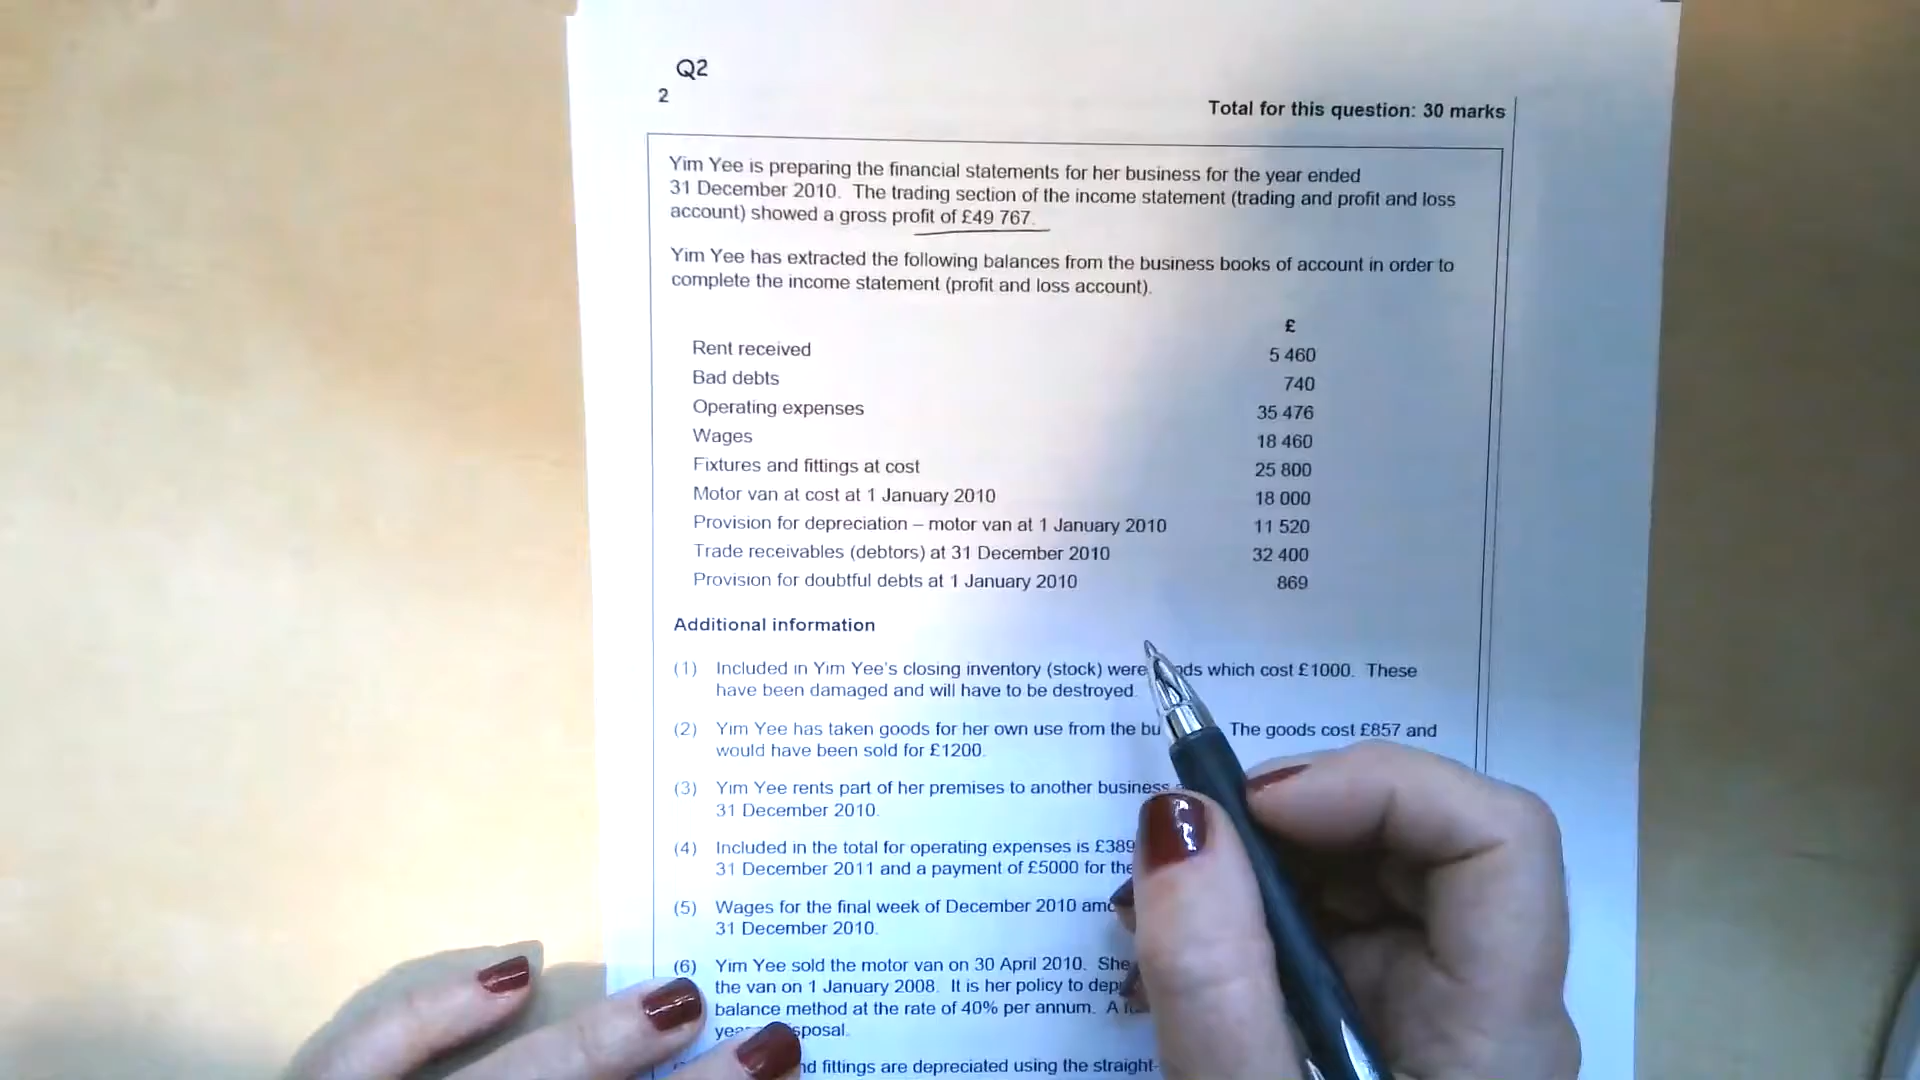 Q2
2
Total for this question: 30 marks
Yim Yee is preparing the financial statements for her business for the year ended
31 December 2010. The trading section of the income statement (trading and profit and loss
account) showed a gross profit of £49 767.
Yim Yee has extracted the following balances from the business books of account in order to
complete the income statement (profit and loss account).
£
Rent received 5 460
Bad debts 740
Operating expenses 35 476
Wages 18 460
Fixtures and fittings at cost 25 800
Motor van at cost at 1 January 2010 18 000
Provision for depreciation – motor van at 1 January 2010 11 520
Trade receivables (debtors) at 31 December 2010 32 400
Provision for doubtful debts at 1 January 2010 869
Additional information
(1) Included in Yim Yee's closing inventory (stock) were which cost £1000. These
have been damaged and will have to be destroyed.
(2) Yim Yee has taken goods for her own use from the The goods cost £857 and
would have been sold for £1200.
(3) Yim Yee rents part of her premises to another business
31 December 2010.
(4) Included in the total for operating expenses is £389
31 December 2011 and a payment of £5000 for the
(5) Wages for the final week of December 2010
31 December 2010.
(6) Yim Yee sold the motor van on 30 April 2010. She
the van on 1 January 2008. It is her policy to
balance method at the rate of 40% per annum. A
fittings are depreciated using the straight-